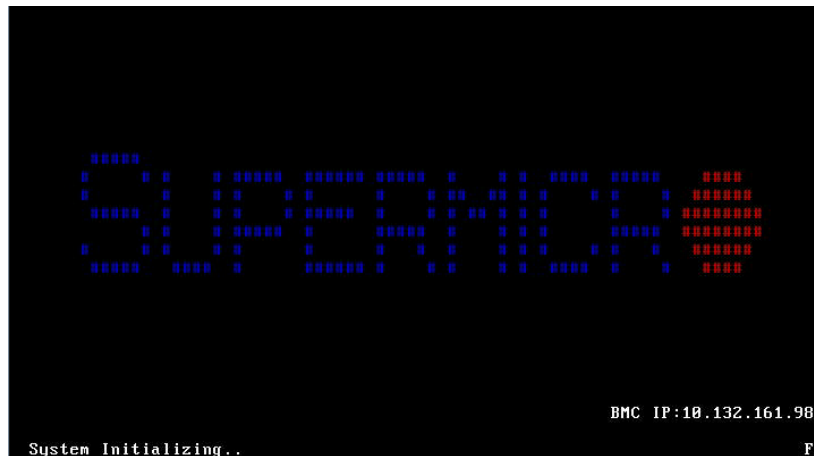 SUPERMICRO
BMC IP:10.132.161.98
System Initializing..
F